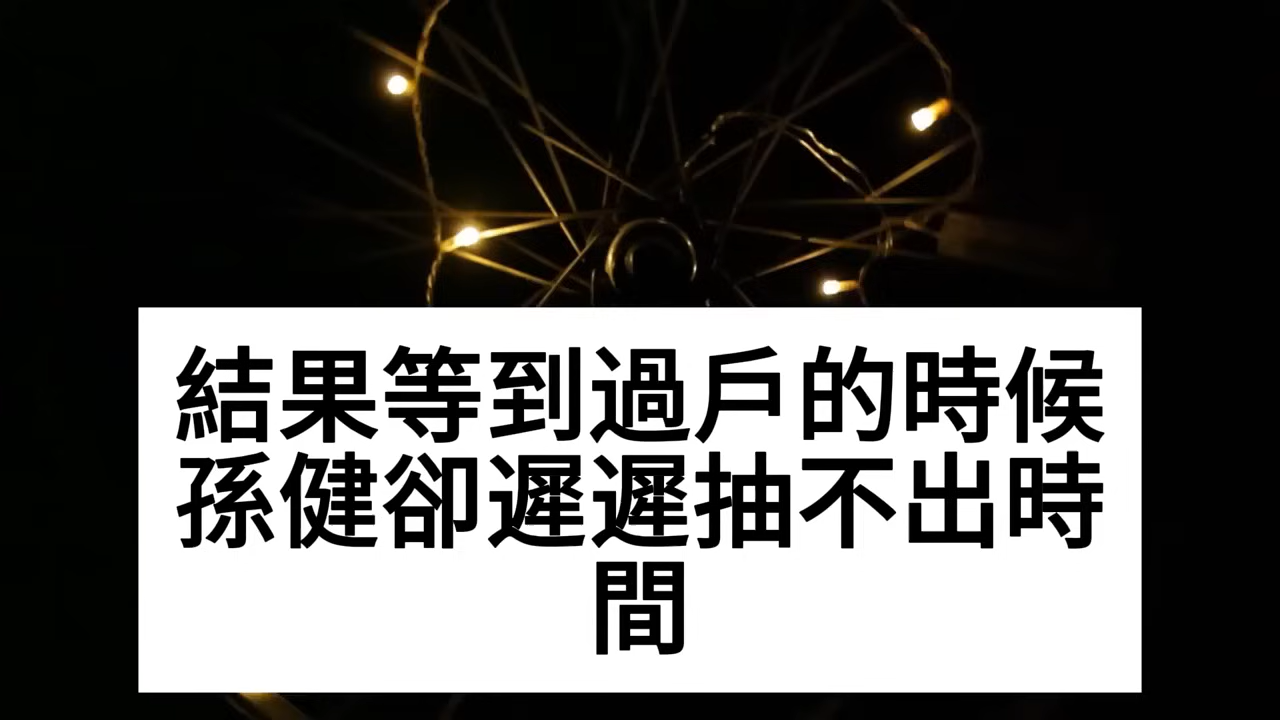 結果等到過戶的時候
孫健卻遲遲抽不出時
間